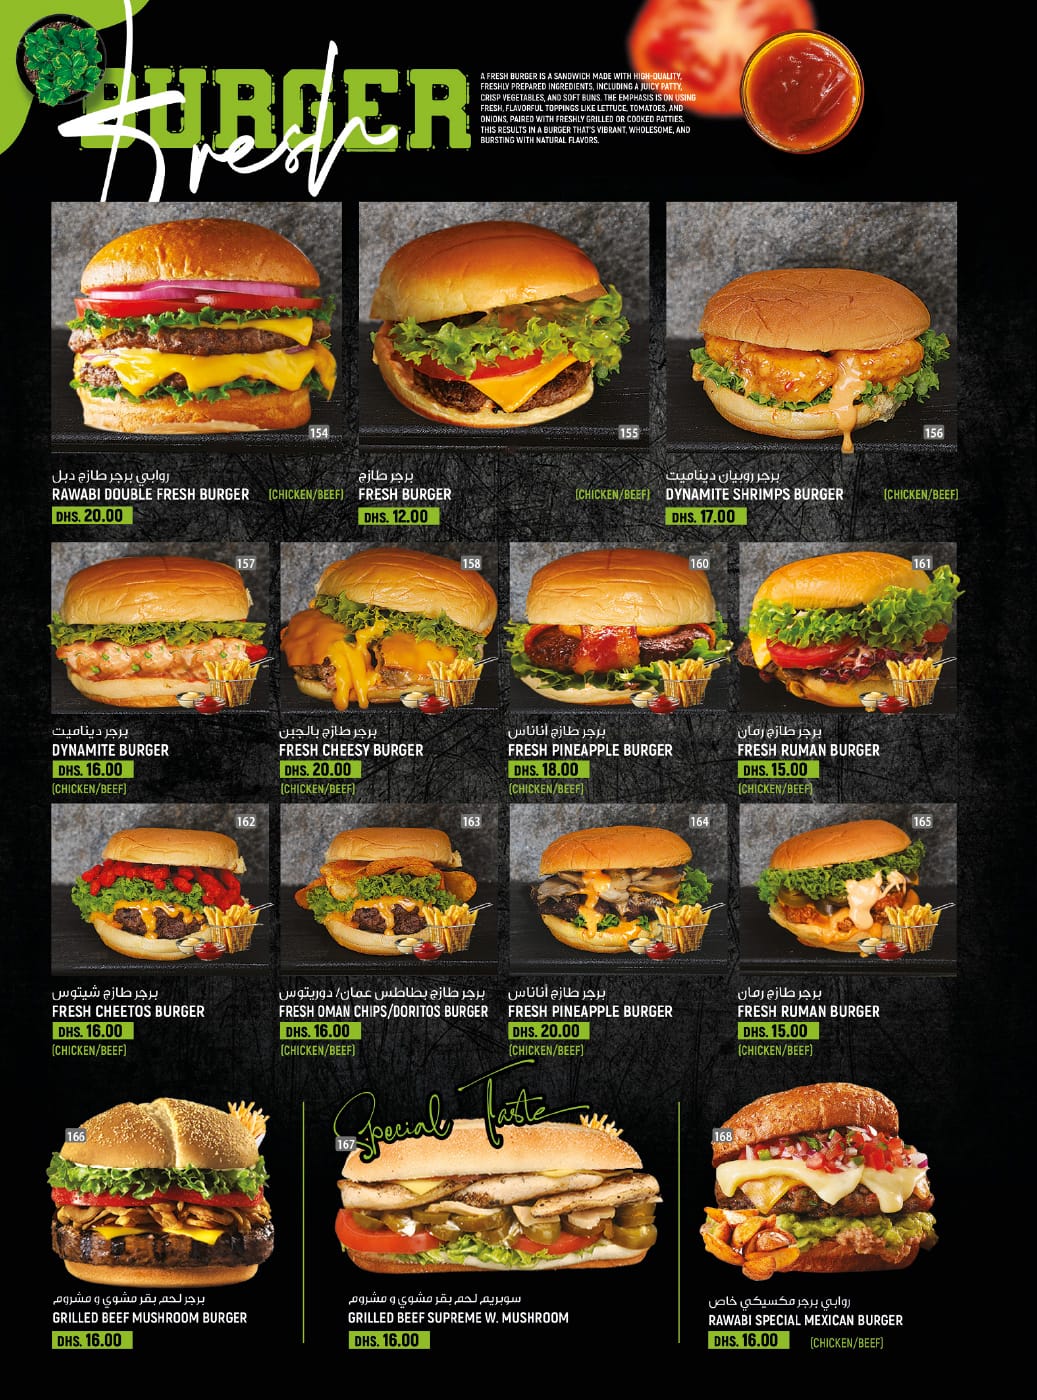 BURGER
Fresh
A FRESH BURGER IS A SANDWICH MADE WITH HIGH-QUALITY,
FRESHLY PREPARED INGREDIENTS, INCLUDING A JUICY PATTY,
CRISP VEGETABLES, AND SOFT BUNS. THE EMPHASIS IS ON USING
FRESH, FLAVORFUL TOPPINGS LIKE LETTUCE, TOMATOES, AND
ONIONS, PAIRED WITH FRESHLY GRILLED OR COOKED PATTIES.
THIS RESULTS IN A BURGER THAT'S VIBRANT, WHOLESOME, AND
BURSTING WITH NATURAL FLAVORS.
154
روابي برجر طازج دبل
RAWABI DOUBLE FRESH BURGER (CHICKEN/BEEF)
DHS. 20.00
155
برجر طازج
FRESH BURGER (CHICKEN/BEEF)
DHS. 12.00
156
برجر روبيان ديناميت
DYNAMITE SHRIMPS BURGER (CHICKEN/BEEF)
DHS. 17.00
157
برجر ديناميت
DYNAMITE BURGER
DHS. 16.00
(CHICKEN/BEEF)
158
برجر طازج بالجبن
FRESH CHEESY BURGER
DHS. 20.00
(CHICKEN/BEEF)
160
برجر طازج أناناس
FRESH PINEAPPLE BURGER
DHS. 18.00
(CHICKEN/BEEF)
161
برجر طازج رمان
FRESH RUMAN BURGER
DHS. 15.00
(CHICKEN/BEEF)
162
برجر طازج شيتوس
FRESH CHEETOS BURGER
DHS. 16.00
(CHICKEN/BEEF)
163
برجر طازج بطاطس عمان/ دوريتوس
FRESH OMAN CHIPS/DORITOS BURGER
DHS. 16.00
(CHICKEN/BEEF)
164
برجر طازج أناناس
FRESH PINEAPPLE BURGER
DHS. 20.00
(CHICKEN/BEEF)
165
برجر طازج رمان
FRESH RUMAN BURGER
DHS. 15.00
(CHICKEN/BEEF)
Special Taste
166
برجر لحم بقر مشوي و مشروم
GRILLED BEEF MUSHROOM BURGER
DHS. 16.00
167
سوبريم لحم بقر مشوي و مشروم
GRILLED BEEF SUPREME W. MUSHROOM
DHS. 16.00
168
روابي برجر مكسيكي خاص
RAWABI SPECIAL MEXICAN BURGER
DHS. 16.00 (CHICKEN/BEEF)